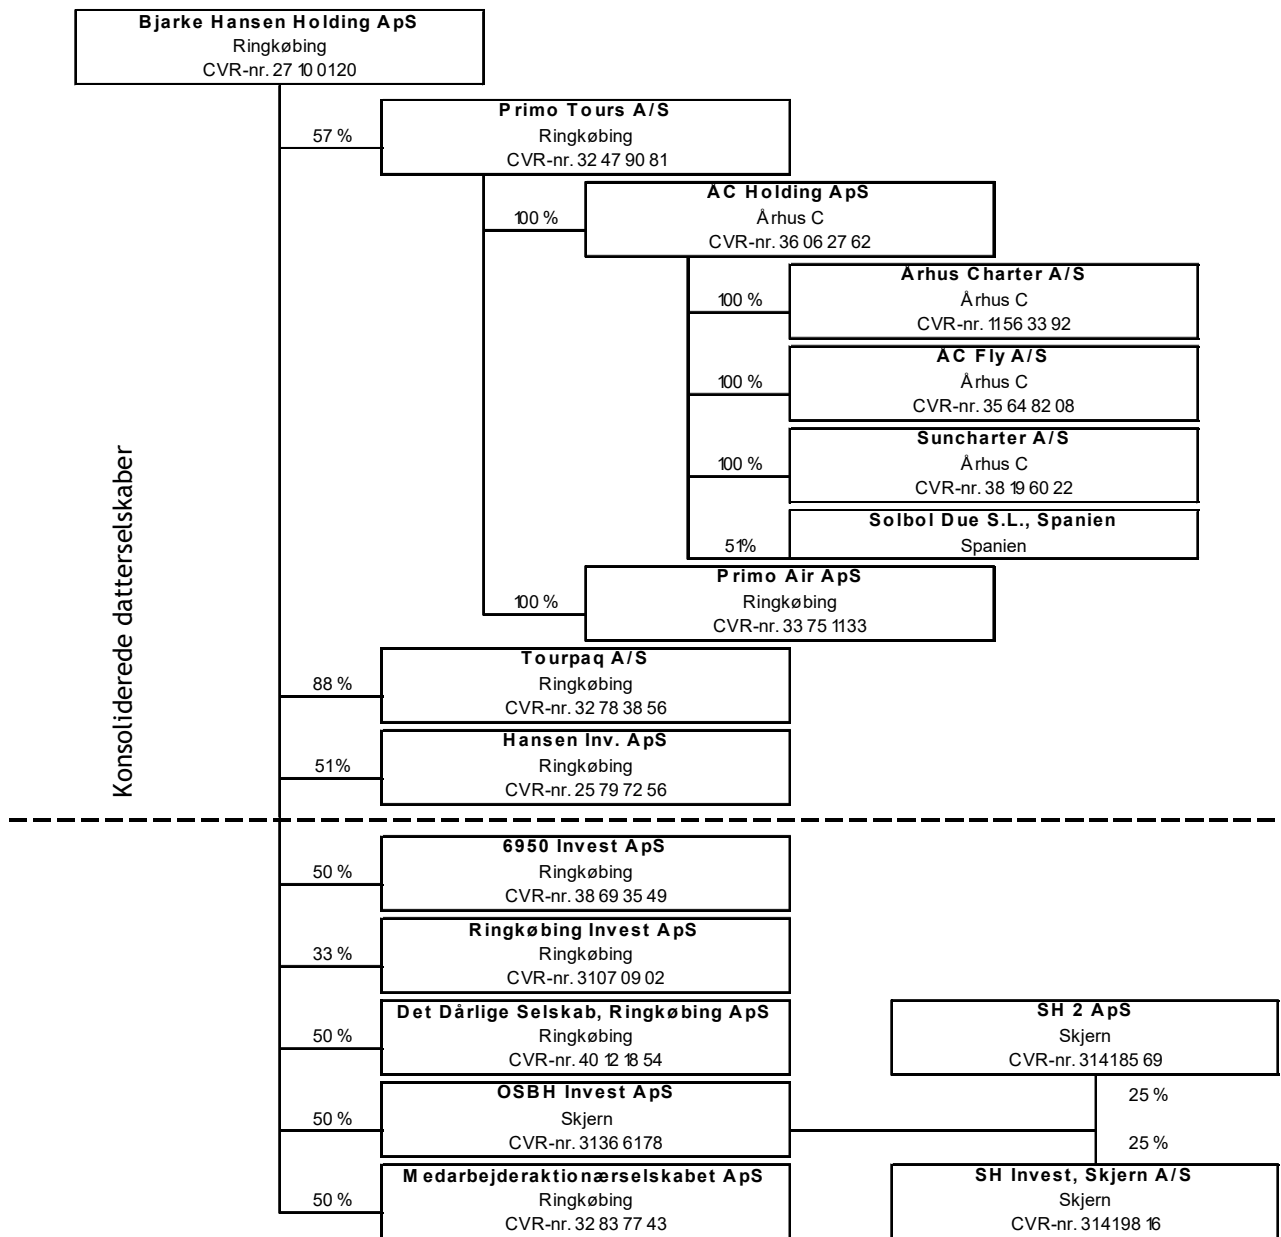 Bjarke Hansen Holding ApS
Ringkøbing
CVR-nr. 27 10 0120
Primo Tours A/S
57 %
Ringkøbing
CVR-nr. 32 47 90 81
ÅC Holding ApS
100 %
Århus C
CVR-nr. 36 06 27 62
Århus Charter A/S
100 %
Århus C
CVR-nr. 1156 33 92
ÅC Fly A/S
100 %
Århus C
CVR-nr. 35 64 82 08
Suncharter A/S
100 %
Århus C
CVR-nr. 38 19 60 22
Solbol Due S.L., Spanien
51%
Spanien
Primo Air ApS
100 %
Ringkøbing
CVR-nr. 33 75 1133
Tourpaq A/S
88 %
Ringkøbing
CVR-nr. 32 78 38 56
Hansen Inv. ApS
51%
Ringkøbing
CVR-nr. 25 79 72 56
Konsoliderede datterselskaber
6950 Invest ApS
50 %
Ringkøbing
CVR-nr. 38 69 35 49
Ringkøbing Invest ApS
33 %
Ringkøbing
CVR-nr. 3107 09 02
Det Dårlige Selskab, Ringkøbing ApS
50 %
Ringkøbing
CVR-nr. 40 12 18 54
SH 2 ApS
Skjern
CVR-nr. 314185 69
25 %
OSBH Invest ApS
50 %
Skjern
CVR-nr. 3136 6178
25 %
Medarbejderaktionærselskabet ApS
50 %
Ringkøbing
CVR-nr. 32 83 77 43
SH Invest, Skjern A/S
Skjern
CVR-nr. 314198 16